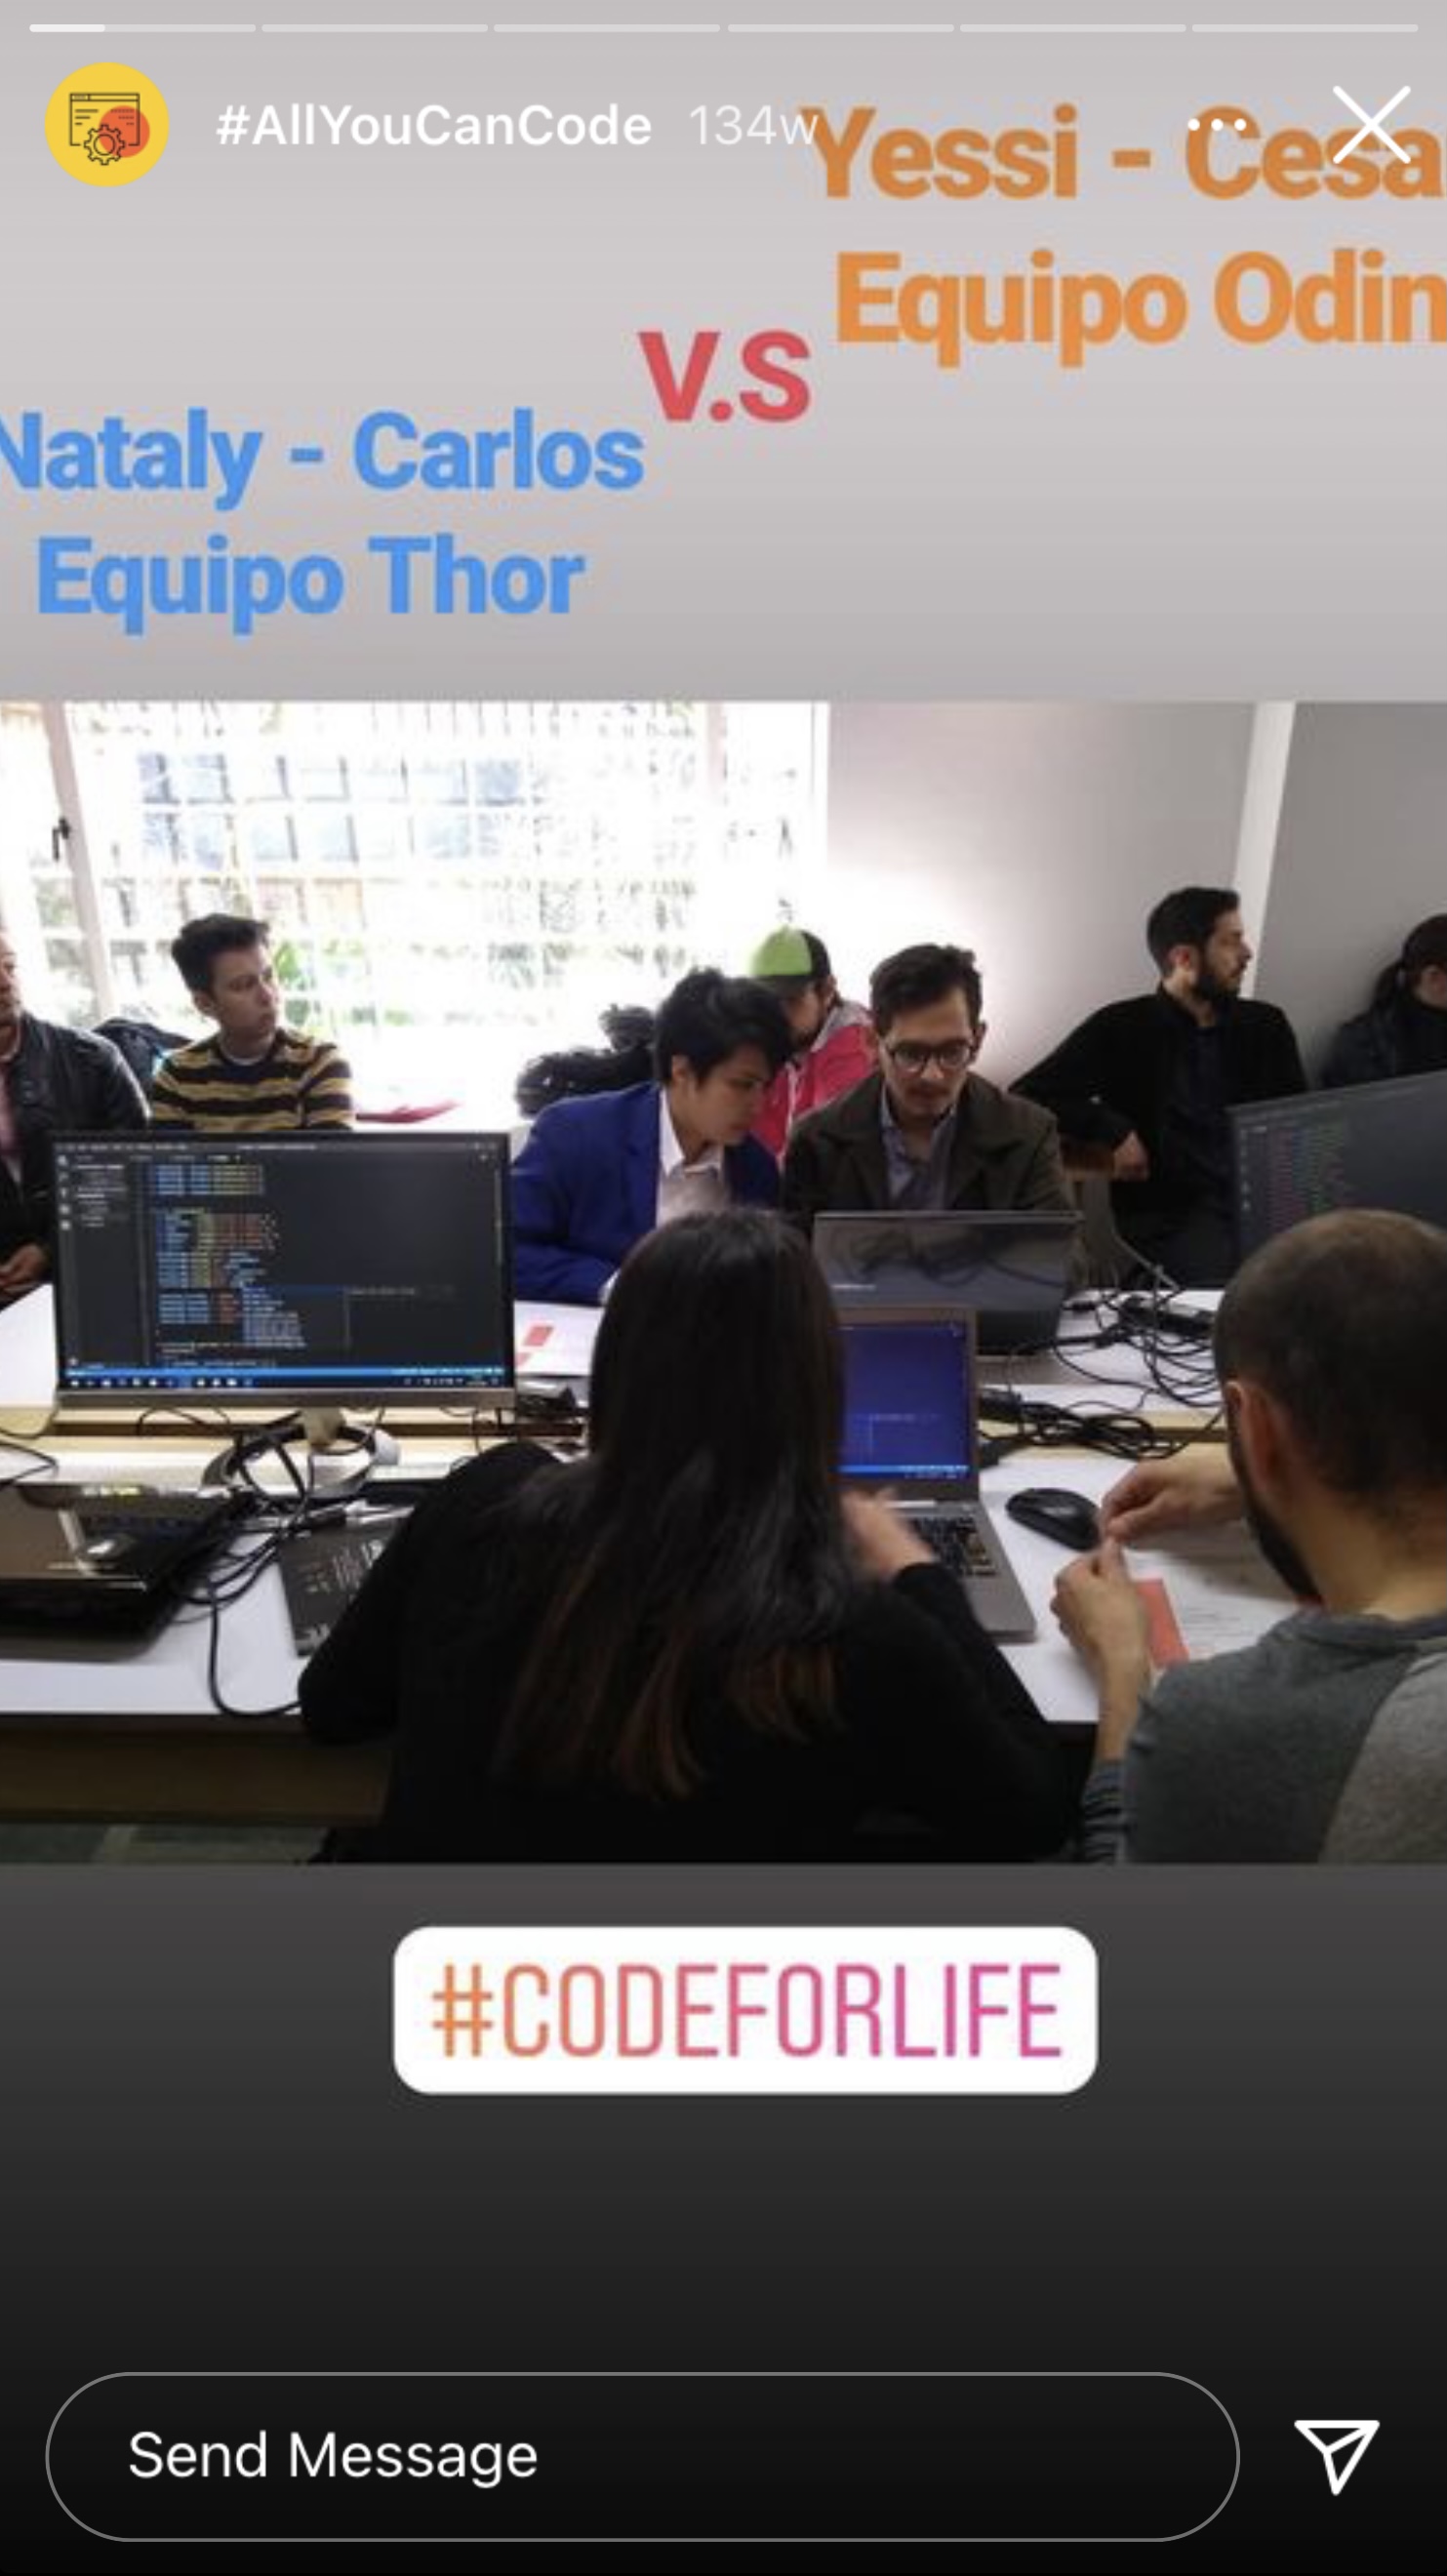 #AllYouCanCode 134w
Yessi - Cesa
Equipo Odin
V.S
Nataly - Carlos
Equipo Thor
#CODEFORLIFE
Send Message